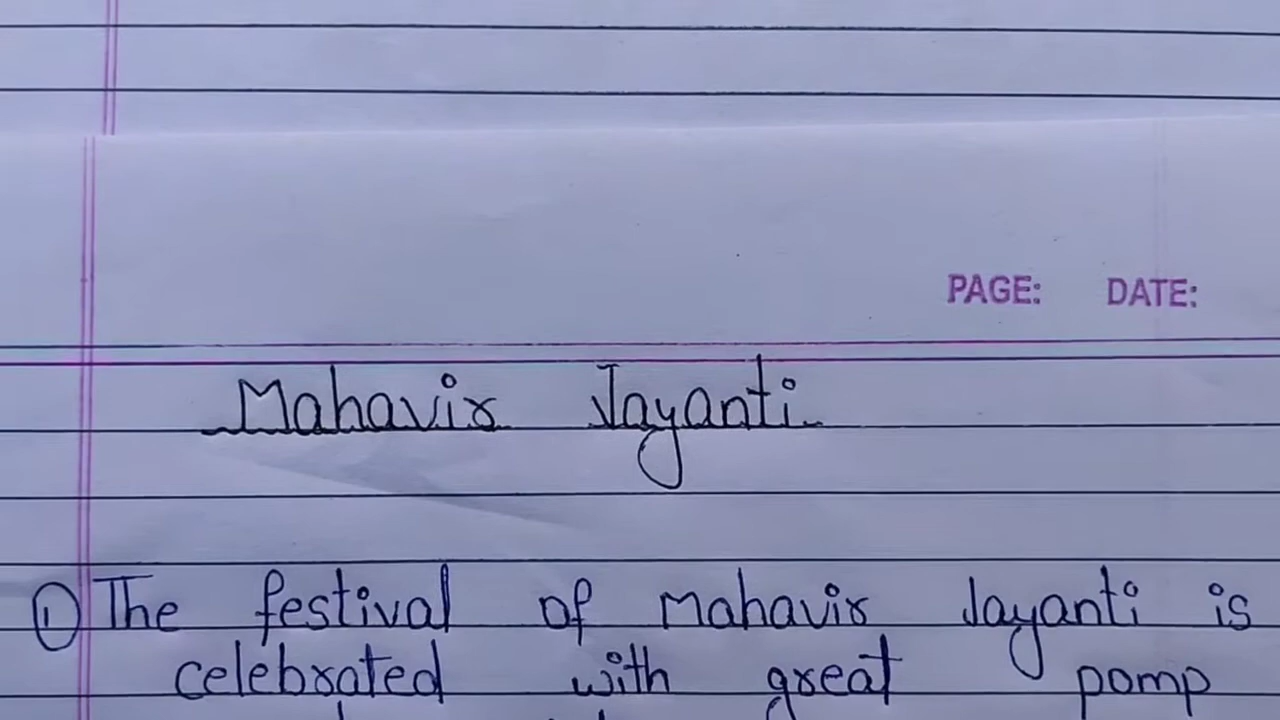 PAGE: DATE:
Mahavir Jayanti
① The festival of Mahavir Jayanti is
celebrated with great pomp